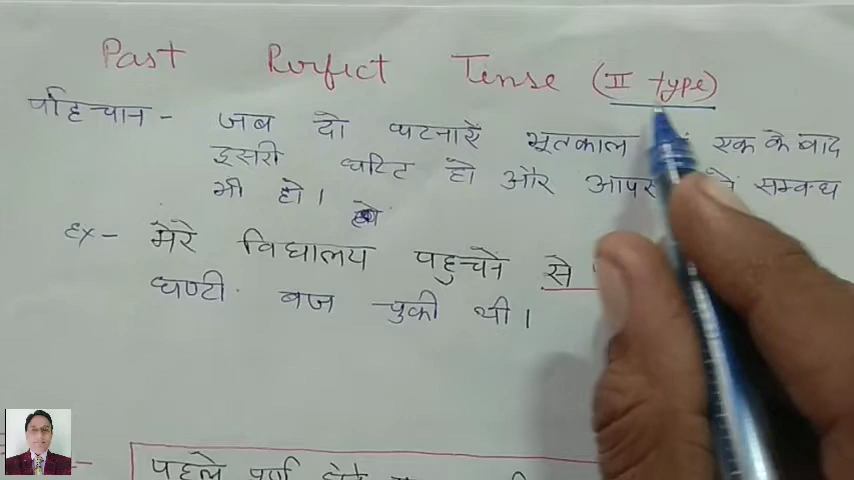 Past Perfect Tense (II type)
पहिचान - जब दो घटनाऐं भूतकाल में एक के बाद
दूसरी घटित हो और आपस में सम्बन्ध
भी हो।
Ex- मेरे विधालय पहुचने से
घण्टी बज चुकी थी।
पहले पूर्ण होने